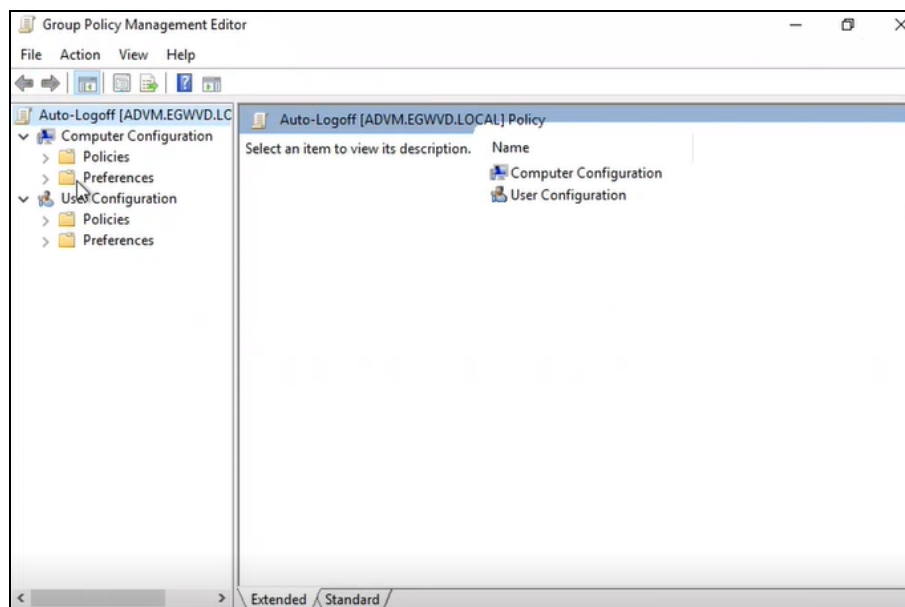 Group Policy Management Editor
File Action View Help
Auto-Logoff [ADVM.EGWVD.LC
Computer Configuration
Policies
Preferences
User Configuration
Policies
Preferences
Auto-Logoff [ADVM.EGWVD.LOCAL] Policy
Select an item to view its description.
Name
Computer Configuration
User Configuration
Extended Standard